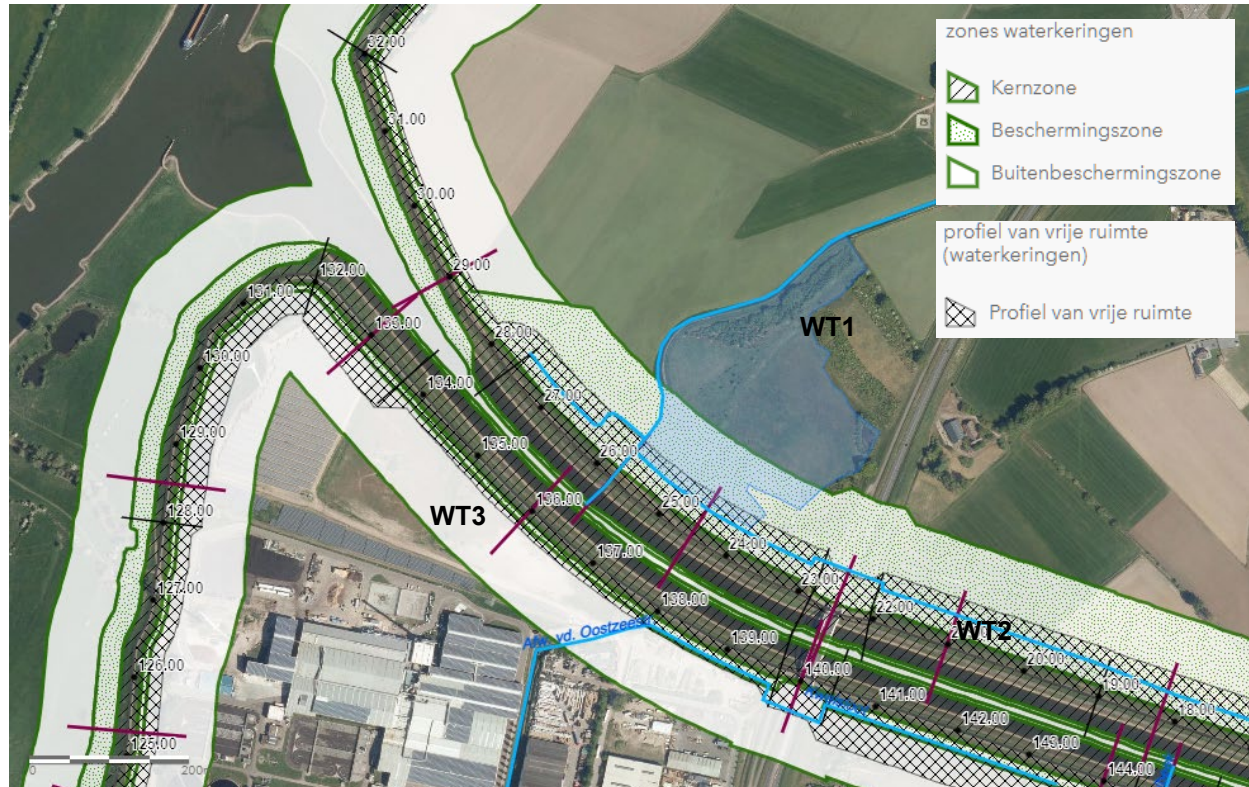 zones waterkeringen
Kernzone
Beschermingszone
Buitenbeschermingszone
profiel van vrije ruimte
(waterkeringen)
Profiel van vrije ruimte
32.00
31.00
30.00
29.00
28.00
27.00
26.00
25.00
24.00
23.00
22.00
20.00
19.00
18.00
132.00
131.00
130.00
129.00
128.00
127.00
126.00
125.00
133.00
134.00
135.00
136.00
137.00
138.00
139.00
140.00
141.00
142.00
143.00
144.00
WT1
WT2
WT3
Afw. vd. Oostzeestr
0
200m